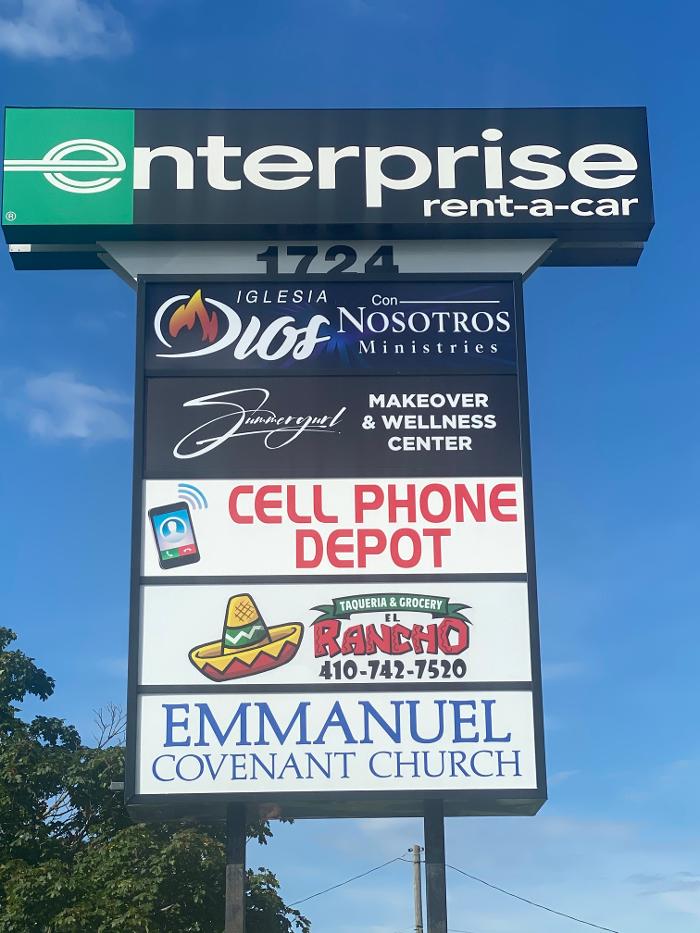 enterprise
rent-a-car
®
1724
IGLESIA
Dios
Con
NOSOTROS
Ministries
Summergurl
MAKEOVER
& WELLNESS
CENTER
CELL PHONE
DEPOT
TAQUERIA & GROCERY
EL
RANCHO
410-742-7520
EMMANUEL
COVENANT CHURCH